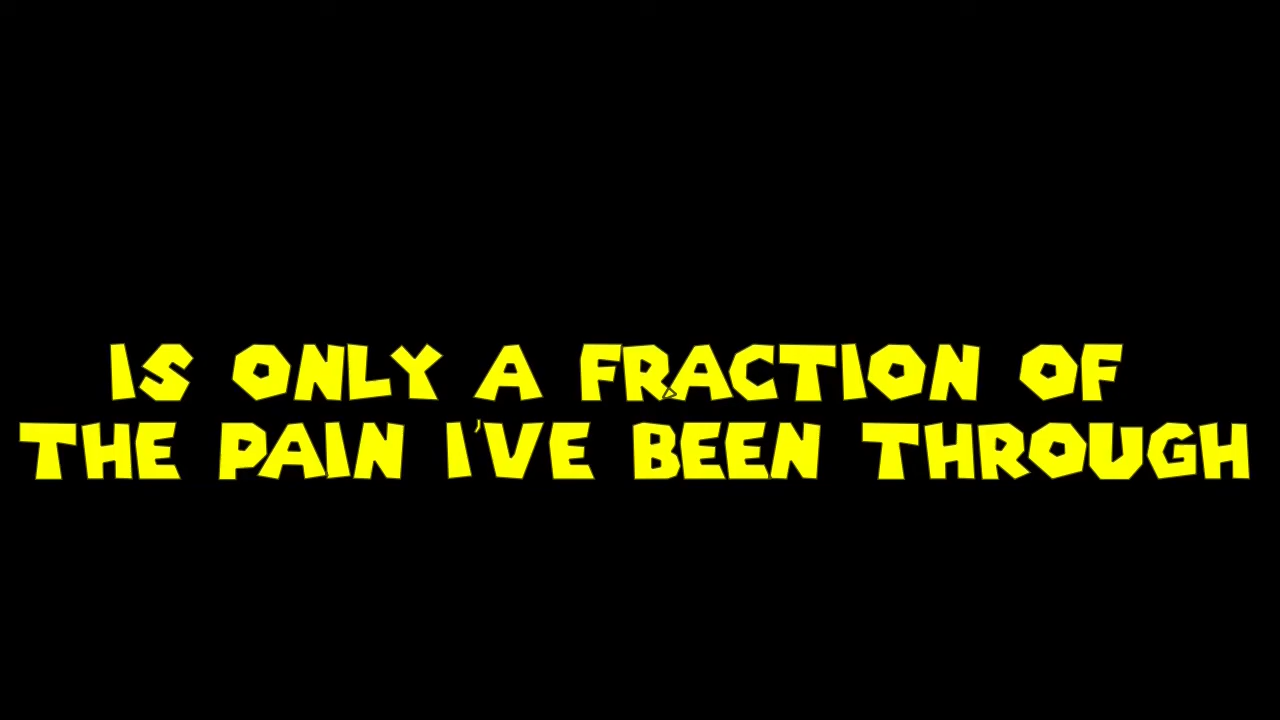 IS ONLY A FRACTION OF
THE PAIN I'VE BEEN THROUGH